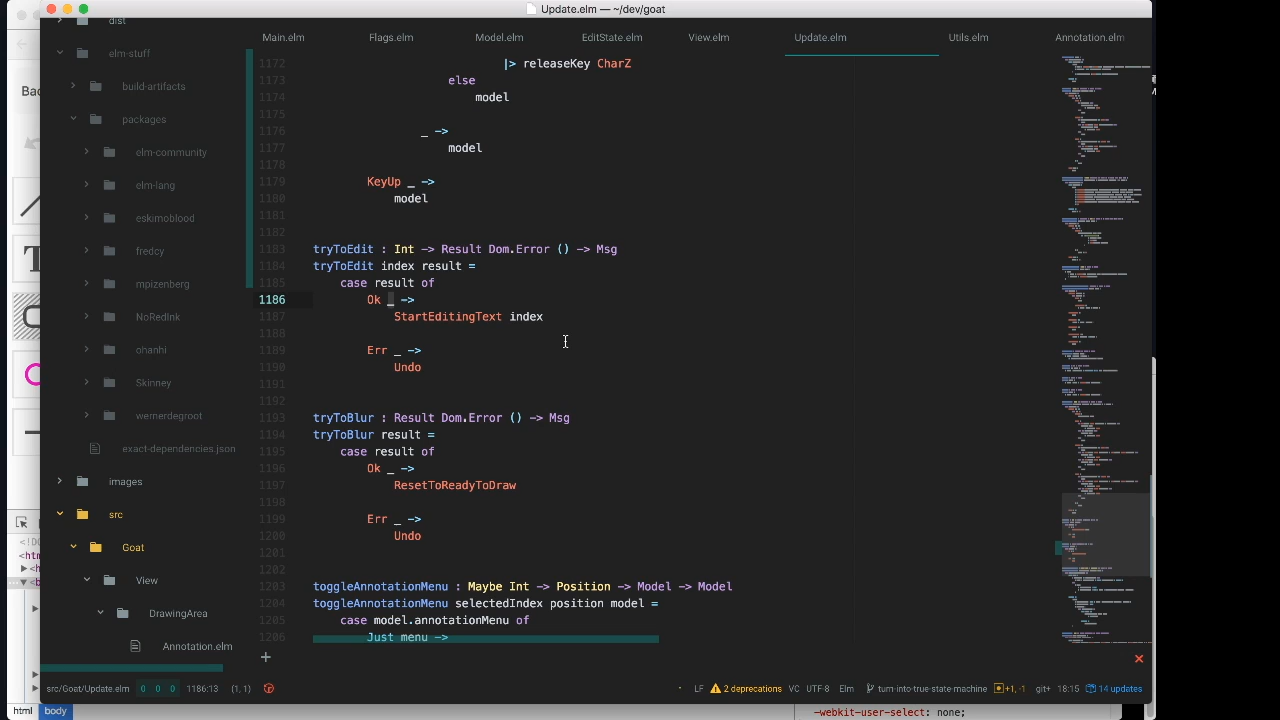 Update.elm — ~/dev/goat
dist
elm-stuff
build-artifacts
packages
elm-community
elm-lang
eskimoblood
fredcy
mpizenberg
NoRedInk
ohanhi
Skinney
wernerdegroot
exact-dependencies.json
images
src
Goat
View
DrawingArea
Annotation.elm
Main.elm Flags.elm Model.elm EditState.elm View.elm Update.elm Utils.elm Annotation.elm
1172 |> releaseKey CharZ
1173 else
1174 model
1175
1176 _ ->
1177 model
1178
1179 KeyUp _ ->
1180 model
1181
1182
1183 tryToEdit : Int -> Result Dom.Error () -> Msg
1184 tryToEdit index result =
1185 case result of
1186 Ok _ ->
1187 StartEditingText index
1188
1189 Err _ ->
1190 Undo
1191
1192
1193 tryToBlur : Result Dom.Error () -> Msg
1194 tryToBlur result =
1195 case result of
1196 Ok _ ->
1197 ResetToReadyToDraw
1198
1199 Err _ ->
1200 Undo
1201
1202
1203 toggleAnnotationMenu : Maybe Int -> Position -> Model -> Model
1204 toggleAnnotationMenu selectedIndex position model =
1205 case model.annotationMenu of
1206 Just menu ->
src/Goat/Update.elm 0 0 0 1186:13 (1, 1) LF 2 deprecations VC UTF-8 Elm turn-into-true-state-machine +1, -1 git+ 18:15 14 updates
html body
-webkit-user-select: none;